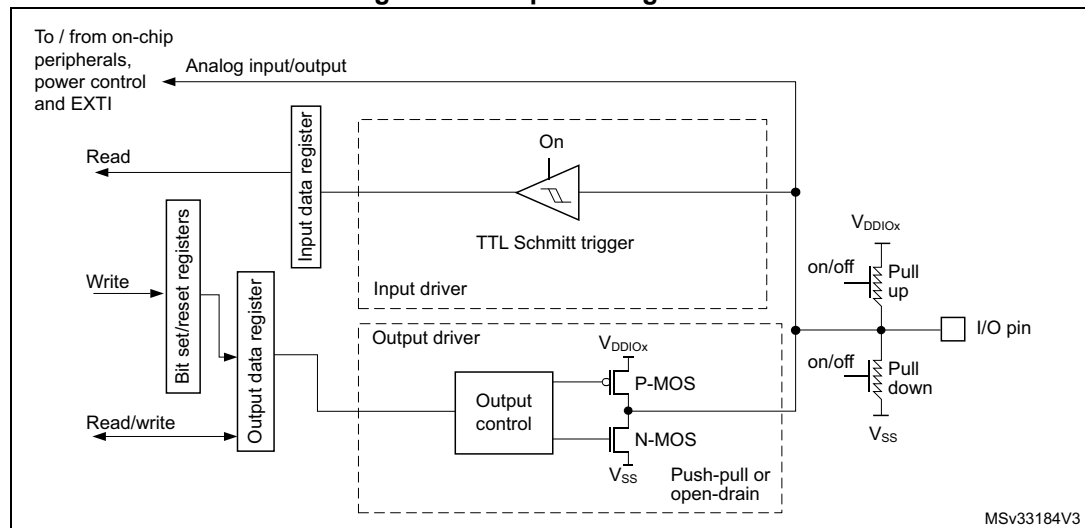 To / from on-chip
peripherals,
power control
and EXTI
Analog input/output
Read
Input data register
On
TTL Schmitt trigger
Input driver
Write
Bit set/reset registers
Output data register
Read/write
Output driver
VDDIOx
P-MOS
Output
control
N-MOS
VSS
Push-pull or
open-drain
VDDIOx
on/off
Pull
up
I/O pin
on/off
Pull
down
VSS
MSv33184V3